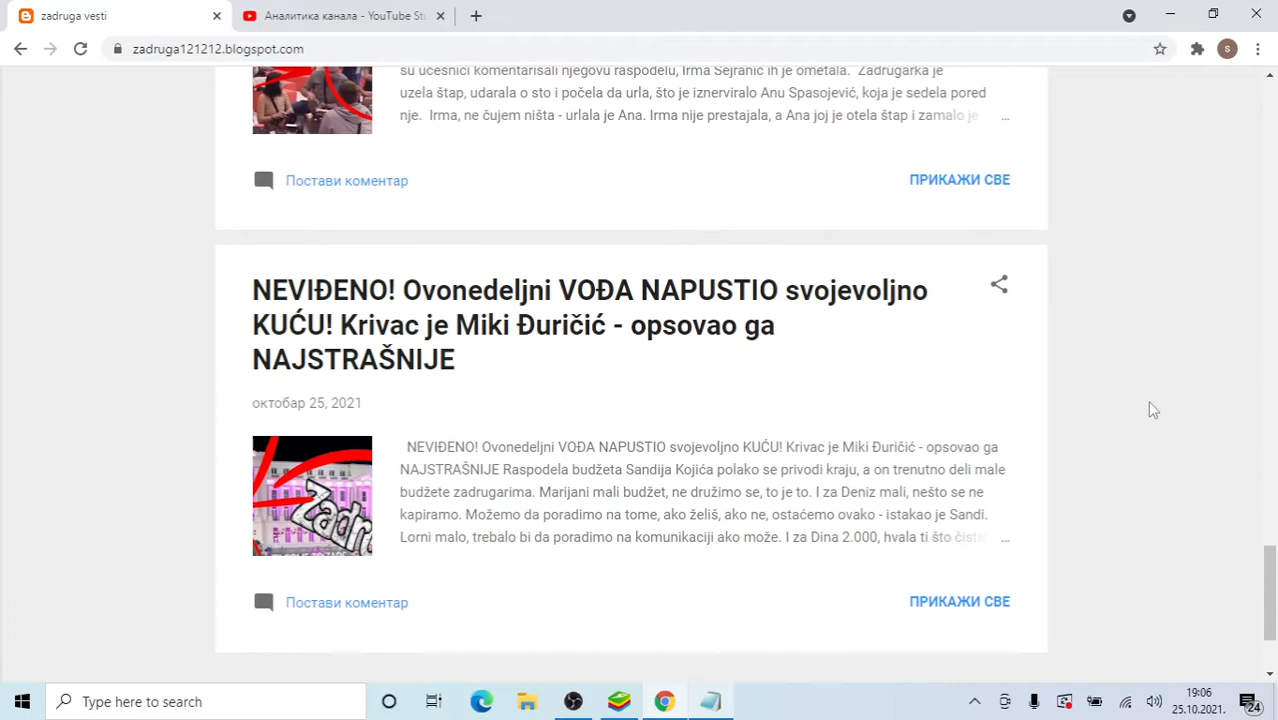 zadruga vesti
Аналитика канала - YouTube Stu
zadruga121212.blogspot.com
S
su učesnici komentarisali njegovu raspodelu, Irma Sejranić ih je ometala. Zadrugarka je
uzela štap, udarala o sto i počela da urla, što je iznerviralo Anu Spasojević, koja je sedela pored
nje. Irma, ne čujem ništa - urlala je Ana. Irma nije prestajala, a Ana joj je otela štap i zamalo je ...
Постави коментар
ПРИКАЖИ СВЕ
NEVIĐENO! Ovonedeljni VOĐA NAPUSTIO svojevoljno
KUĆU! Krivac je Miki Đuričić - opsovao ga
NAJSTRAŠNIJE
октобар 25, 2021
NEVIĐENO! Ovonedeljni VOĐA NAPUSTIO svojevoljno KUĆU! Krivac je Miki Đuričić - opsovao ga
NAJSTRAŠNIJE Raspodela budžeta Sandija Kojića polako se privodi kraju, a on trenutno deli male
budžete zadrugarima. Marijani mali budžet, ne družimo se, to je to. I za Deniz mali, nešto se ne
kapiramo. Možemo da poradimo na tome, ako želiš, ako ne, ostaćemo ovako - istakao je Sandi.
Lorni malo, trebalo bi da poradimo na komunikaciji ako može. I za Dina 2.000, hvala ti što čistiš ...
Zadr
Постави коментар
ПРИКАЖИ СВЕ
Type here to search
19:06
25.10.2021.
24